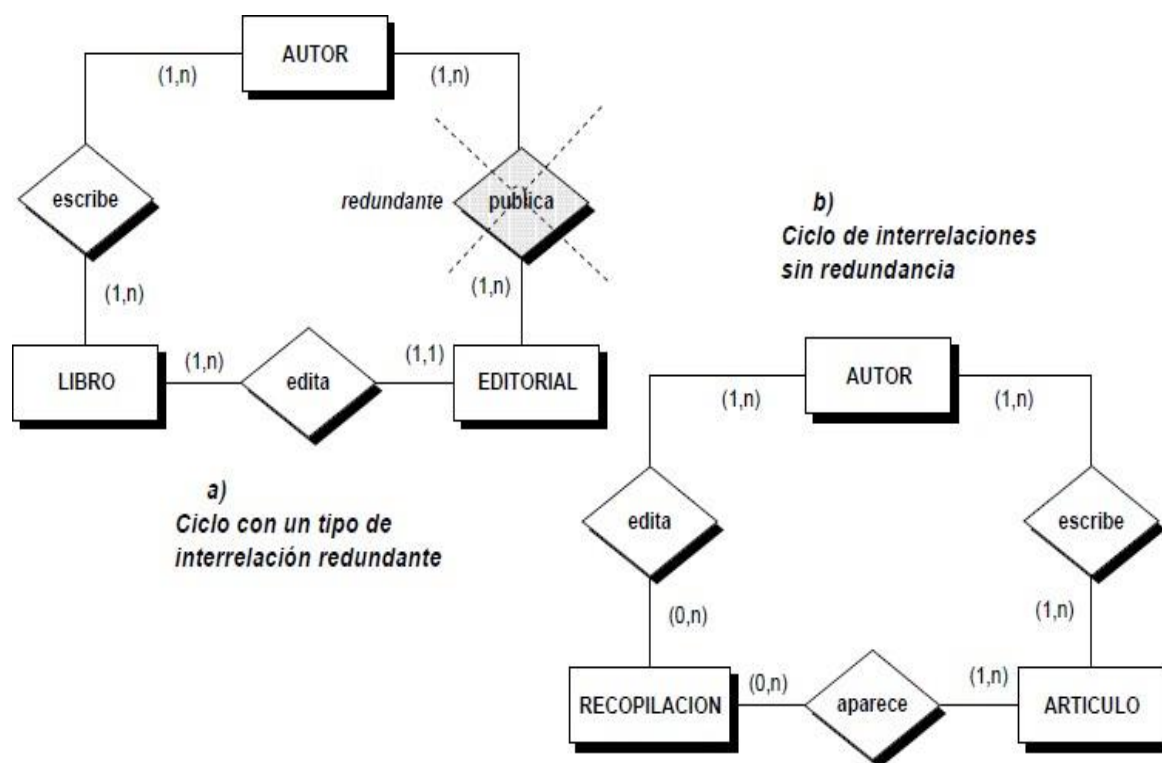 AUTOR
(1,n)
(1,n)
escribe
redundante
publica
(1,n)
(1,n)
LIBRO
(1,n)
edita
(1,1)
EDITORIAL
a)
Ciclo con un tipo de
interrelación redundante
b)
Ciclo de interrelaciones
sin redundancia
AUTOR
(1,n)
(1,n)
edita
escribe
(0,n)
(1,n)
RECOPILACION
(0,n)
aparece
(1,n)
ARTICULO